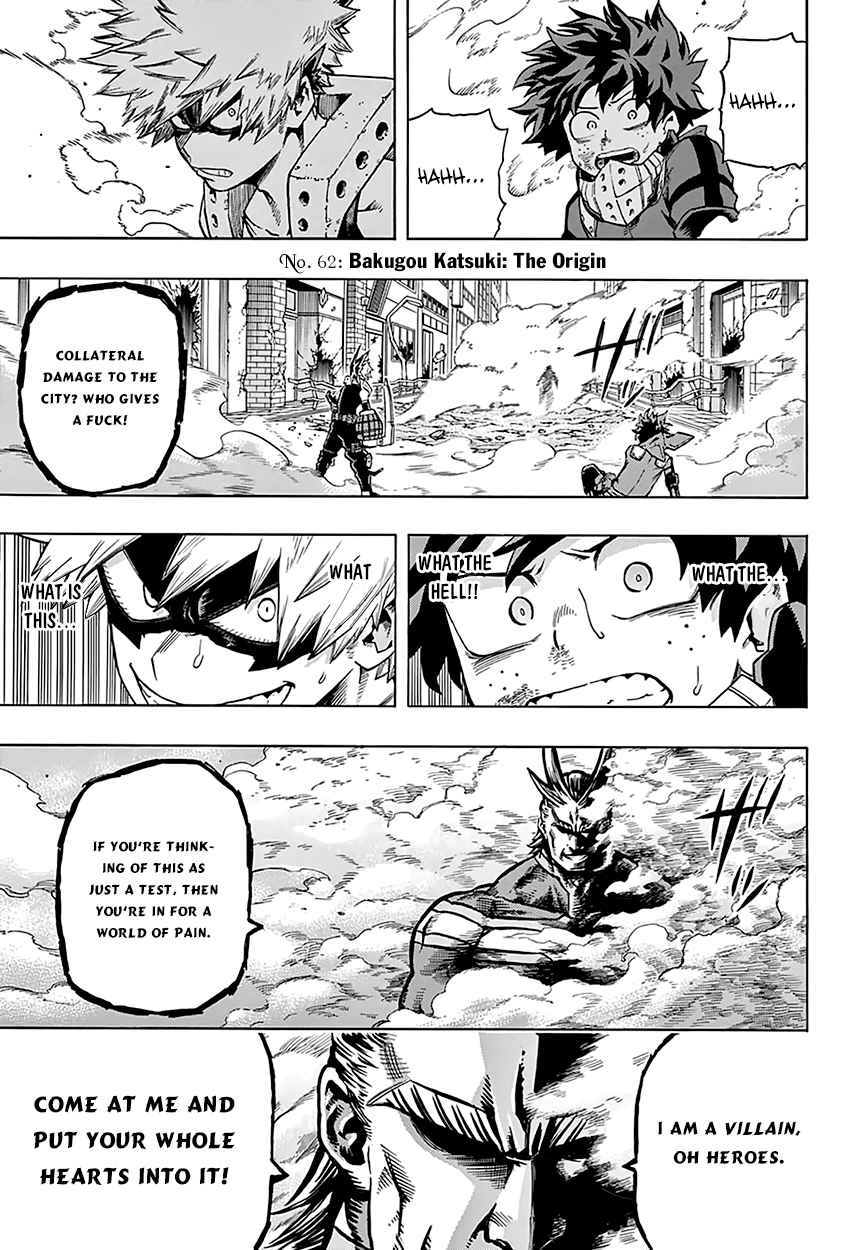 HAHH...
HAHH...
No. 62: Bakugou Katsuki: The Origin
COLLATERAL
DAMAGE TO THE
CITY? WHO GIVES
A FUCK!
WHAT THE...
WHAT THE
HELL!!
WHAT
WHAT IS
THIS...
IF YOU'RE THINK-
ING OF THIS AS
JUST A TEST, THEN
YOU'RE IN FOR A
WORLD OF PAIN.
I AM A VILLAIN,
OH HEROES.
COME AT ME AND
PUT YOUR WHOLE
HEARTS INTO IT!